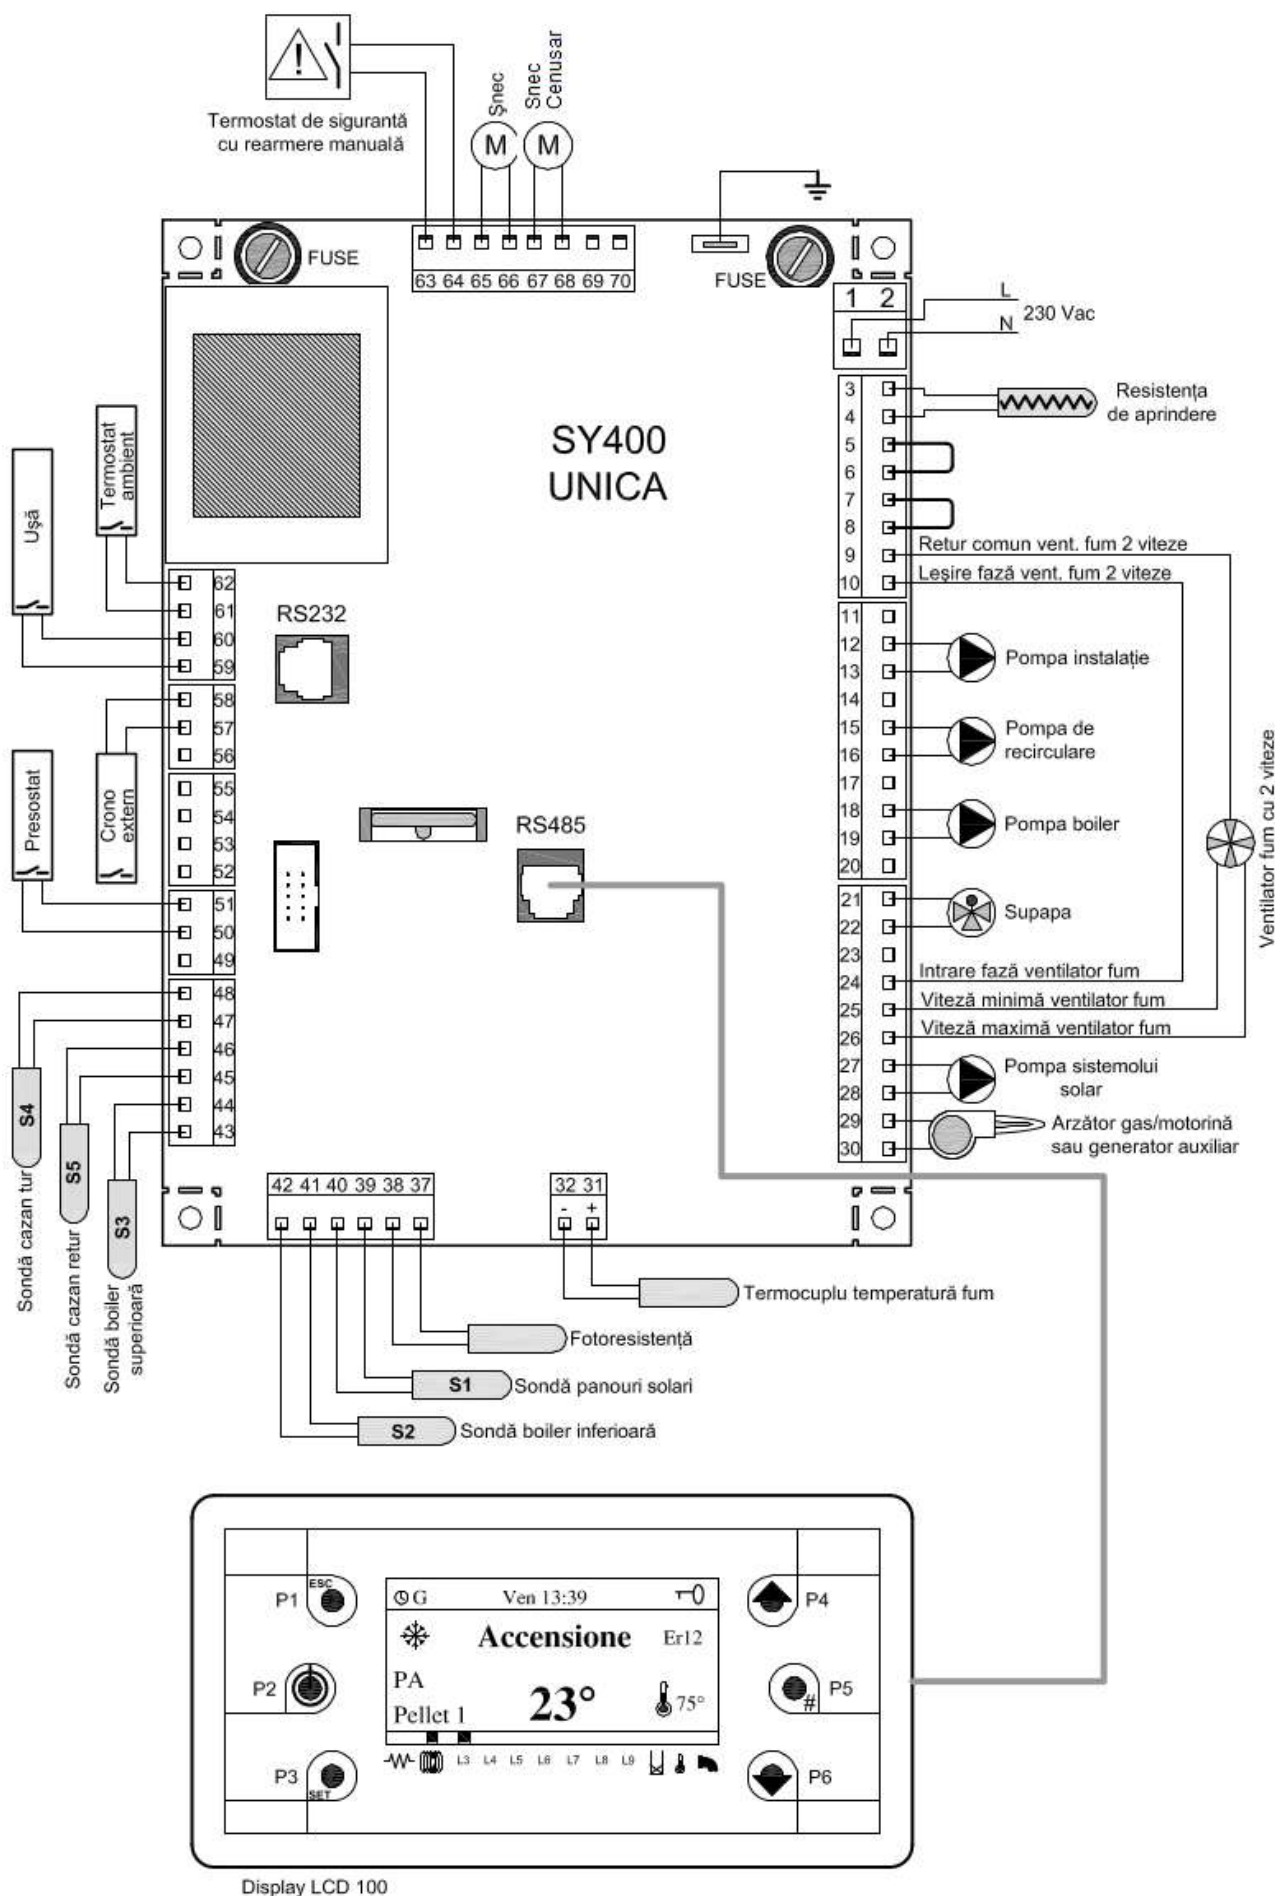 Termostat de sigurantă
cu rearmere manuală
Şnec
Snec
Cenusar
M
M
FUSE
63 64 65 66 67 68 69 70
FUSE
1 2
L
230 Vac
N
3
4
5
6
7
8
9
10
Resistența
de aprindere
SY400
UNICA
Retur comun vent. fum 2 viteze
Leșire fază vent. fum 2 viteze
Termostat
ambient
Uşă
62
61
60
59
RS232
11
12
13
14
15
16
17
18
19
20
Pompa instalație
Pompa de
recirculare
Pompa boiler
58
57
56
55
54
53
52
51
50
49
Presostat
Crono
extern
RS485
Ventilator fum cu 2 viteze
21
22
23
24
25
26
27
28
29
30
Supapa
Intrare fază ventilator fum
Viteză minimă ventilator fum
Viteză maximă ventilator fum
Pompa sistemolui
solar
Arzător gas/motorină
sau generator auxiliar
48
47
46
45
44
43
S4
S5
S3
Sondă cazan tur
Sondă cazan retur
Sondă boiler
superioară
42 41 40 39 38 37
32 31
- +
Termocuplu temperatură fum
Fotoresistență
S1 Sondă panouri solari
S2 Sondă boiler inferioară
P1
ESC
G Ven 13:39
P4
Accensione Er12
P2
PA
P5
#
Pellet 1 23° 75°
P3
SET
L3 L4 L5 L6 L7 L8 L9
P6
Display LCD 100